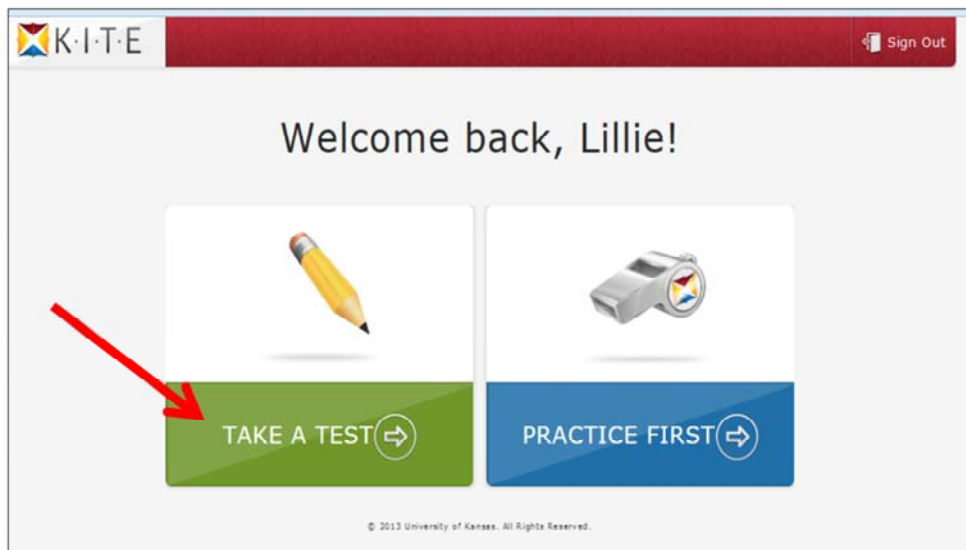 K·I·T·E
Sign Out
Welcome back, Lillie!
TAKE A TEST
PRACTICE FIRST
© 2013 University of Kansas. All Rights Reserved.